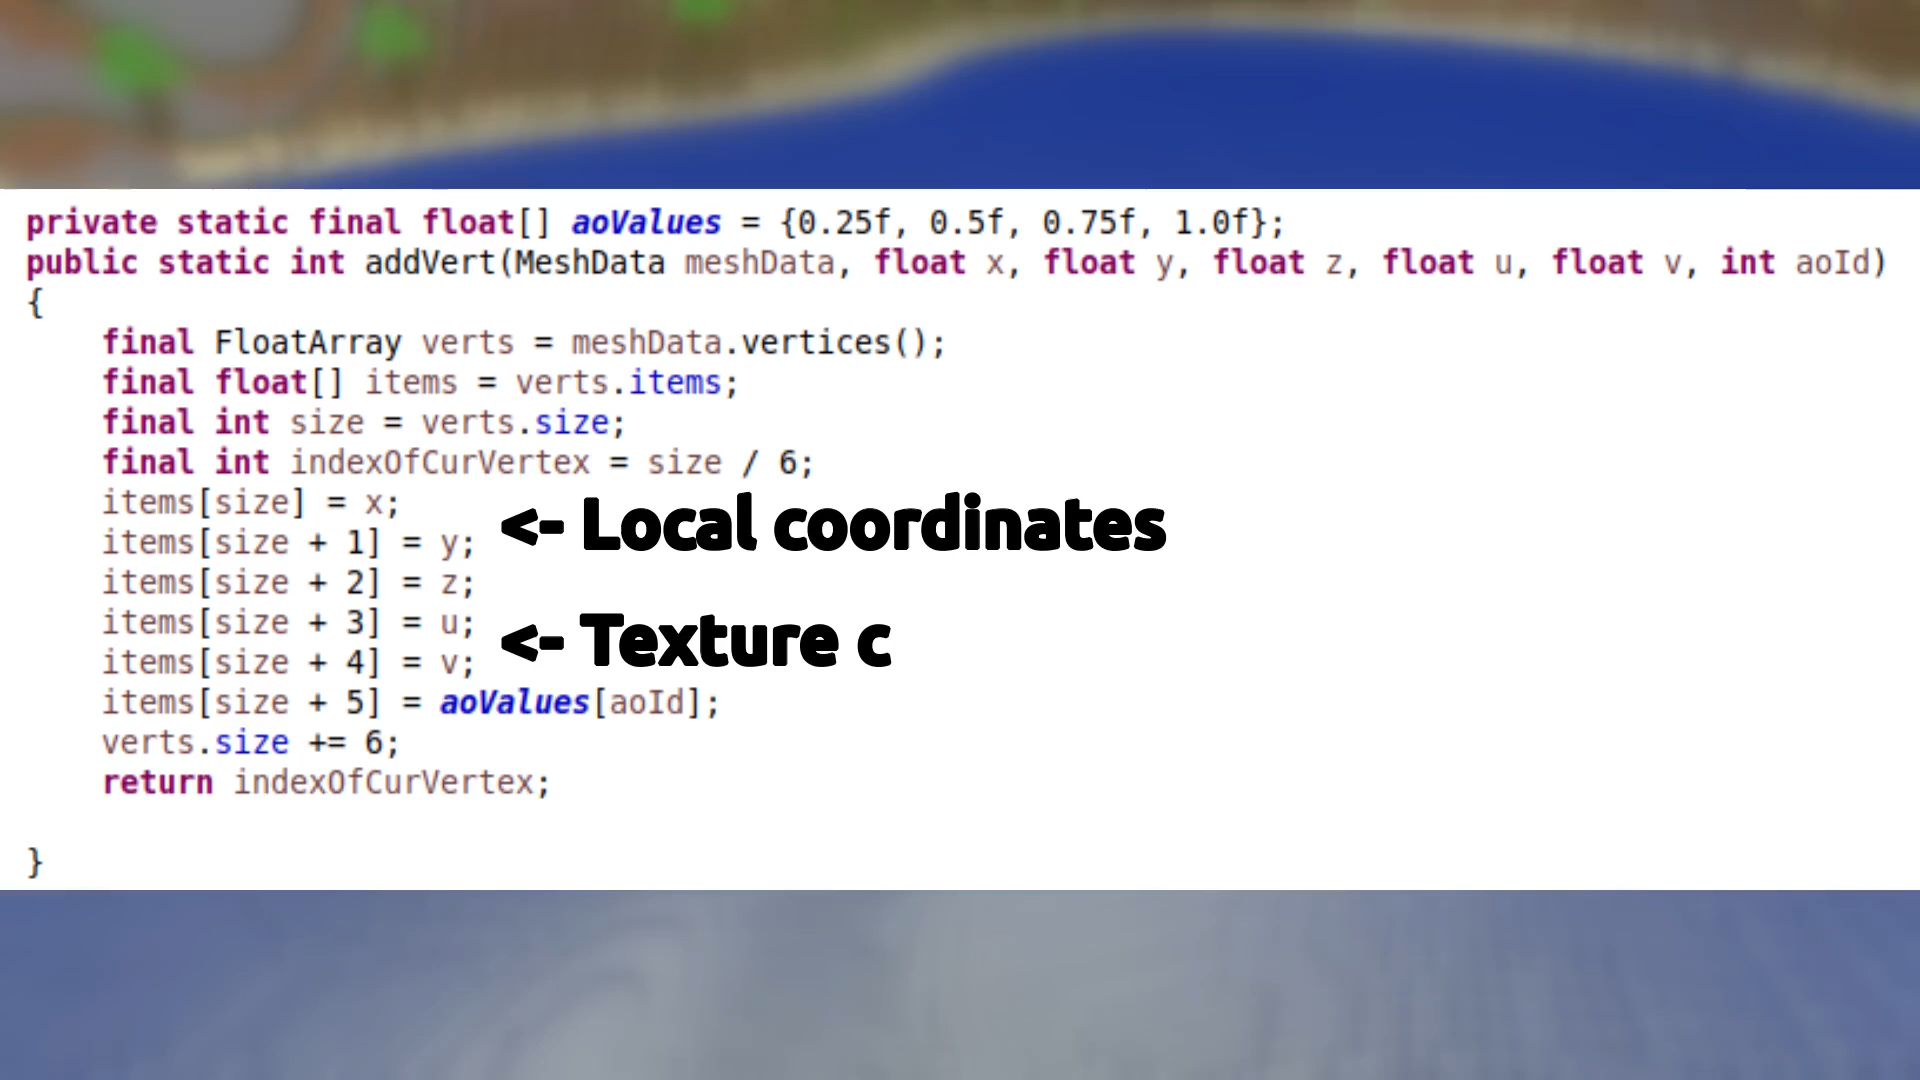 private static final float[] aoValues = {0.25f, 0.5f, 0.75f, 1.0f};
public static int addVert(MeshData meshData, float x, float y, float z, float u, float v, int aoId)
{
final FloatArray verts = meshData.vertices();
final float[] items = verts.items;
final int size = verts.size;
final int indexOfCurVertex = size / 6;
items[size] = x;
<- Local coordinates
items[size + 1] = y;
items[size + 2] = z;
items[size + 3] = u;
<- Texture c
items[size + 4] = v;
items[size + 5] = aoValues[aoId];
verts.size += 6;
return indexOfCurVertex;
}